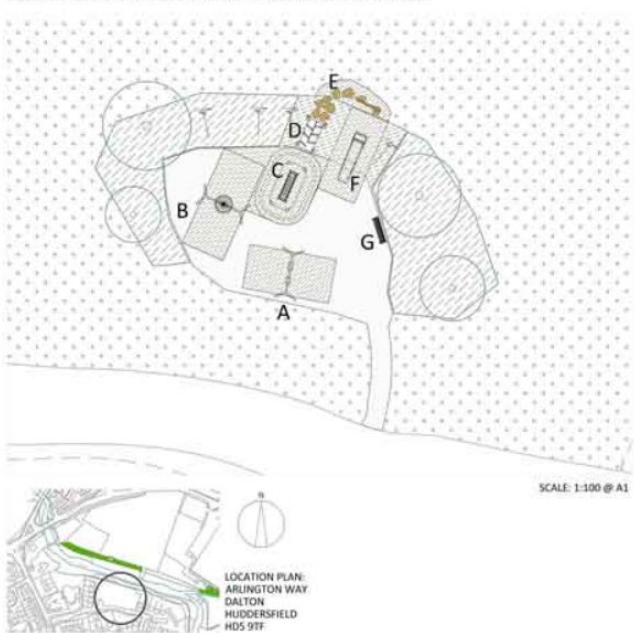 E
D
C
F
B
G
A
SCALE: 1:100 @ A1
N
LOCATION PLAN:
ARLINGTON WAY
DALTON
HUDDERSFIELD
HD5 9TF